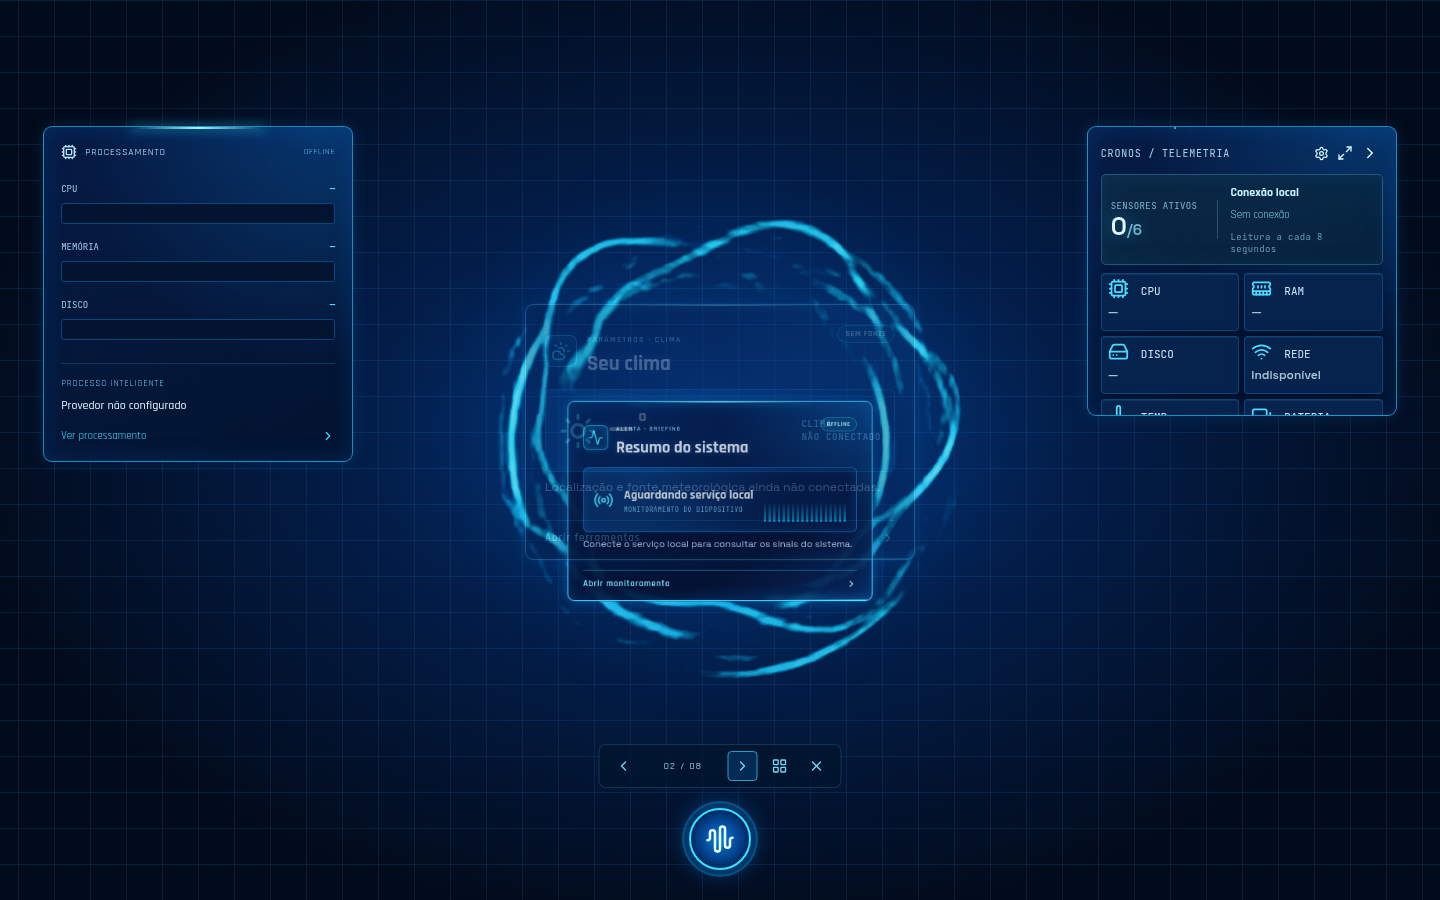 PROCESSAMENTO
OFFLINE
CPU
—
MEMÓRIA
—
DISCO
—
PROCESSO INTELIGENTE
Provedor não configurado
Ver processamento
PARÂMETROS · CLIMA
SEM FONTE
Seu clima
NÃO CONECTADO
Localização e fonte meteorológica ainda não conectadas.
Abrir ferramentas
ALERTA · BRIEFING
OFFLINE
Resumo do sistema
Aguardando serviço local
MONITORAMENTO DO DISPOSITIVO
Conecte o serviço local para consultar os sinais do sistema.
Abrir monitoramento
CRONOS / TELEMETRIA
SENSORES ATIVOS
0/6
Conexão local
Sem conexão
Leitura a cada 8
segundos
CPU
—
RAM
—
DISCO
—
REDE
Indisponível
TEMP
BATERIA
02 / 08